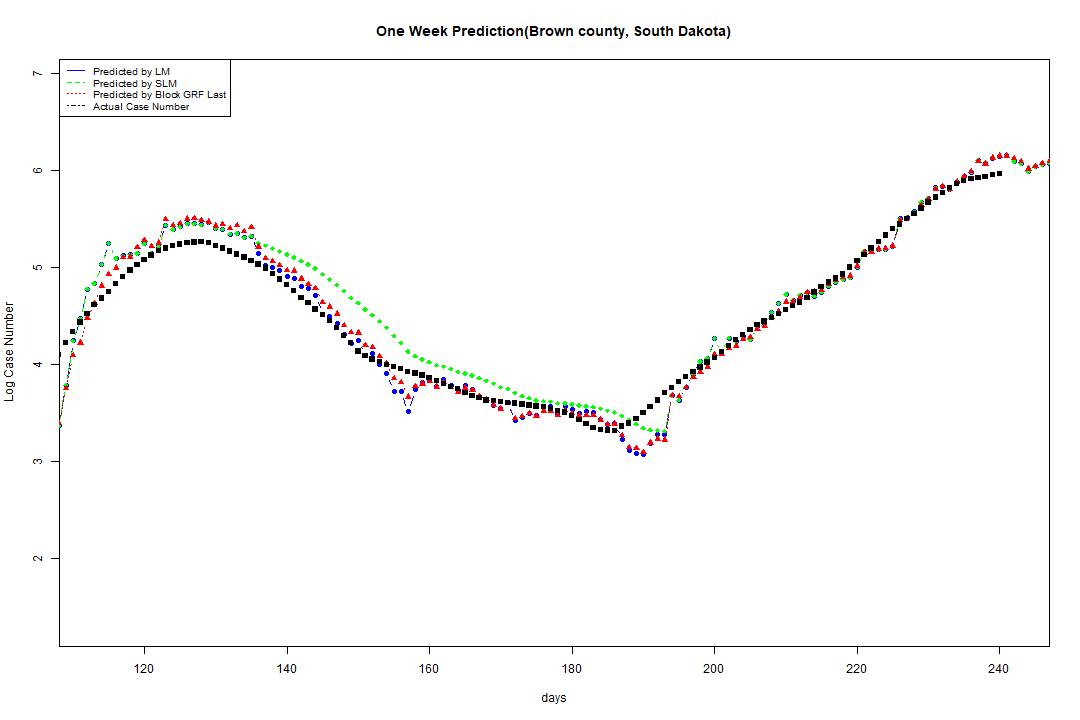 One Week Prediction(Brown county, South Dakota)
Predicted by LM
Predicted by SLM
Predicted by Block GRF Last
Actual Case Number
Log Case Number
7
6
5
4
3
2
120 140 160 180 200 220 240
days